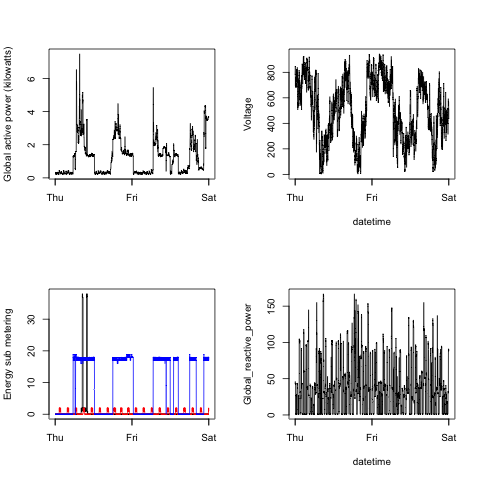 Global active power (kilowatts)
0 2 4 6
Thu Fri Sat
Voltage
0 200 400 600 800
Thu Fri Sat
datetime
Energy sub metering
0 10 20 30
Thu Fri Sat
Global_reactive_power
0 50 100 150
Thu Fri Sat
datetime